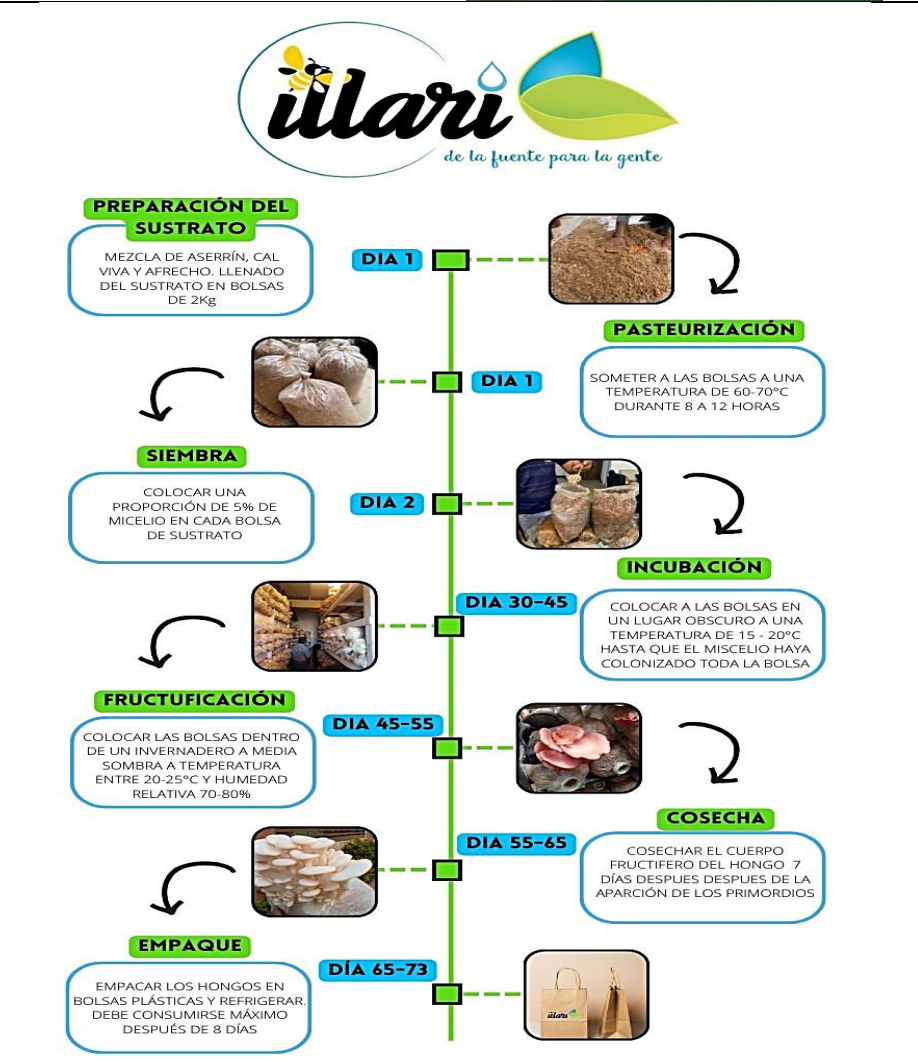 illari
de la fuente para la gente
PREPARACIÓN DEL
SUSTRATO
MEZCLA DE ASERRÍN, CAL
VIVA Y AFRECHO. LLENADO
DEL SUSTRATO EN BOLSAS
DE 2Kg
DIA 1
PASTEURIZACIÓN
DIA 1
SOMETER A LAS BOLSAS A UNA
TEMPERATURA DE 60-70°C
DURANTE 8 A 12 HORAS
SIEMBRA
COLOCAR UNA
PROPORCIÓN DE 5% DE
MICELIO EN CADA BOLSA
DE SUSTRATO
DIA 2
INCUBACIÓN
DIA 30-45
COLOCAR A LAS BOLSAS EN
UN LUGAR OBSCURO A UNA
TEMPERATURA DE 15 - 20°C
HASTA QUE EL MISCELIO HAYA
COLONIZADO TODA LA BOLSA
FRUCTUFICACIÓN
DIA 45-55
COLOCAR LAS BOLSAS DENTRO
DE UN INVERNADERO A MEDIA
SOMBRA A TEMPERATURA
ENTRE 20-25°C Y HUMEDAD
RELATIVA 70-80%
COSECHA
DIA 55-65
COSECHAR EL CUERPO
FRUCTIFERO DEL HONGO 7
DÍAS DESPUES DESPUES DE LA
APARCIÓN DE LOS PRIMORDIOS
EMPAQUE
DÍA 65-73
EMPACAR LOS HONGOS EN
BOLSAS PLÁSTICAS Y REFRIGERAR.
DEBE CONSUMIRSE MÁXIMO
DESPUÉS DE 8 DÍAS
illari